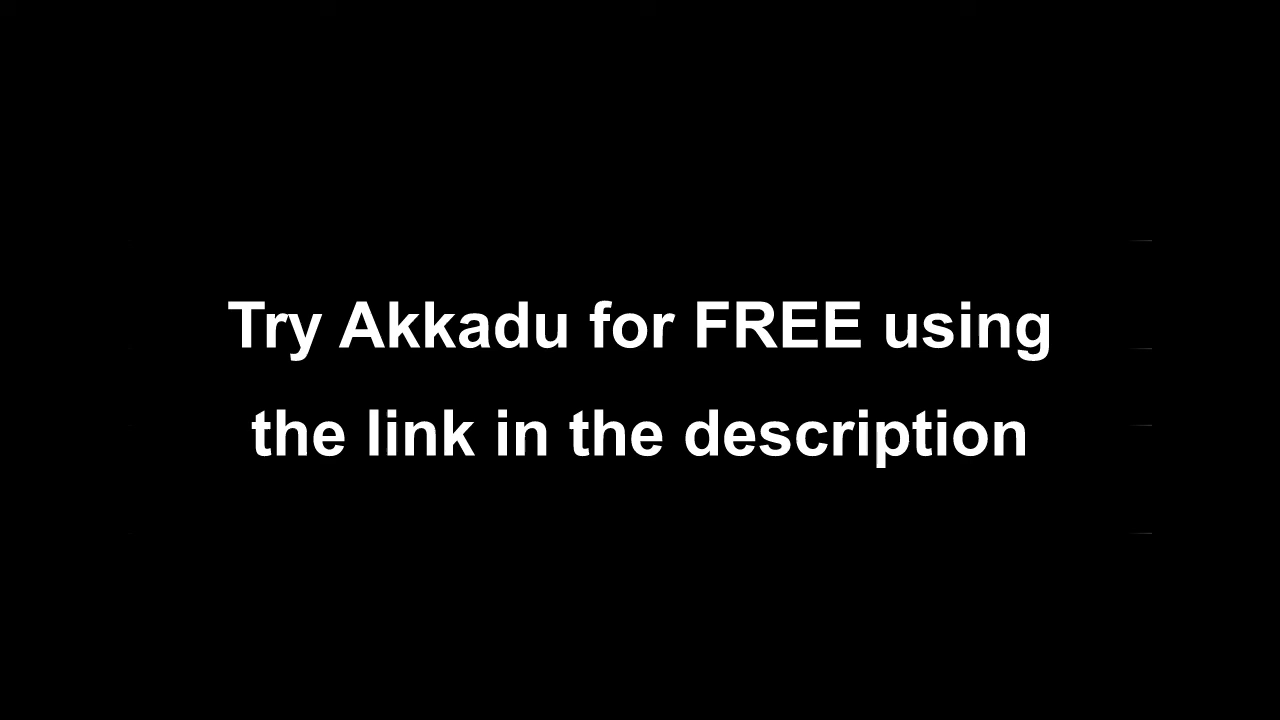 Try Akkadu for FREE using
the link in the description